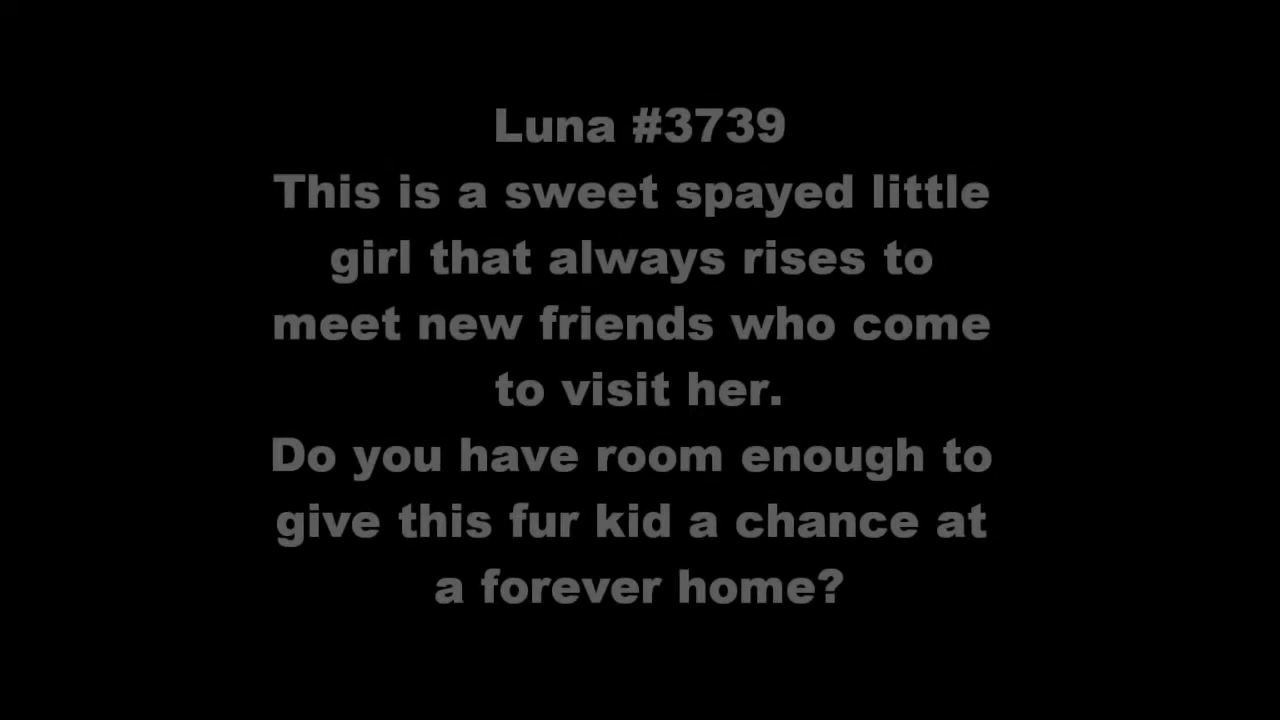 Luna #3739
This is a sweet spayed little
girl that always rises to
meet new friends who come
to visit her.
Do you have room enough to
give this fur kid a chance at
a forever home?